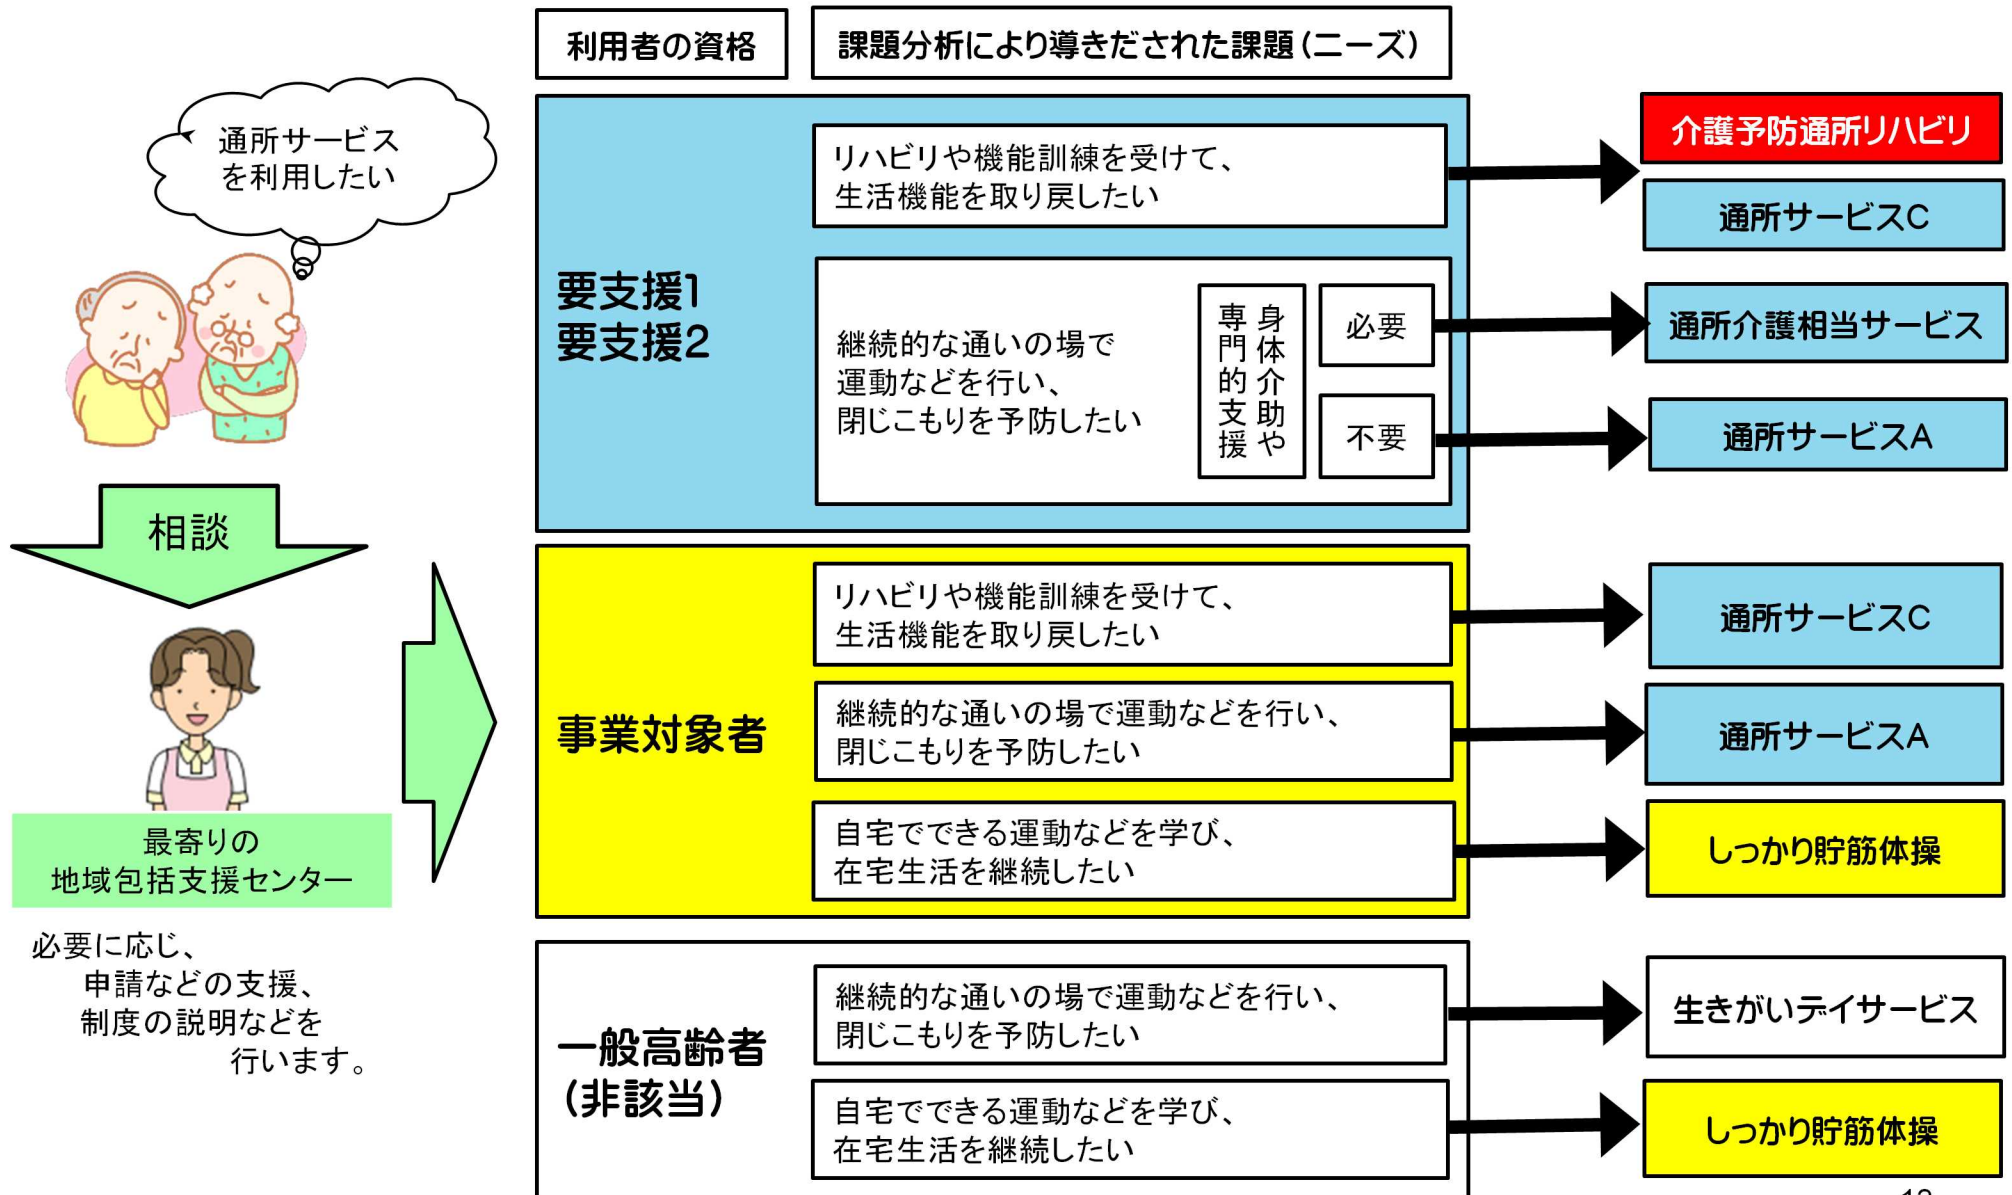 利用者の資格
課題分析により導きだされた課題(ニーズ)
通所サービス
を利用したい
相談
最寄りの
地域包括支援センター
必要に応じ、
申請などの支援、
制度の説明などを
行います。
要支援1
要支援2
リハビリや機能訓練を受けて、
生活機能を取り戻したい
介護予防通所リハビリ
通所サービスC
継続的な通いの場で
運動などを行い、
閉じこもりを予防したい
身体介助や
専門的支援
必要
通所介護相当サービス
不要
通所サービスA
事業対象者
リハビリや機能訓練を受けて、
生活機能を取り戻したい
通所サービスC
継続的な通いの場で運動などを行い、
閉じこもりを予防したい
通所サービスA
自宅でできる運動などを学び、
在宅生活を継続したい
しっかり貯筋体操
一般高齢者
(非該当)
継続的な通いの場で運動などを行い、
閉じこもりを予防したい
生きがいデイサービス
自宅でできる運動などを学び、
在宅生活を継続したい
しっかり貯筋体操